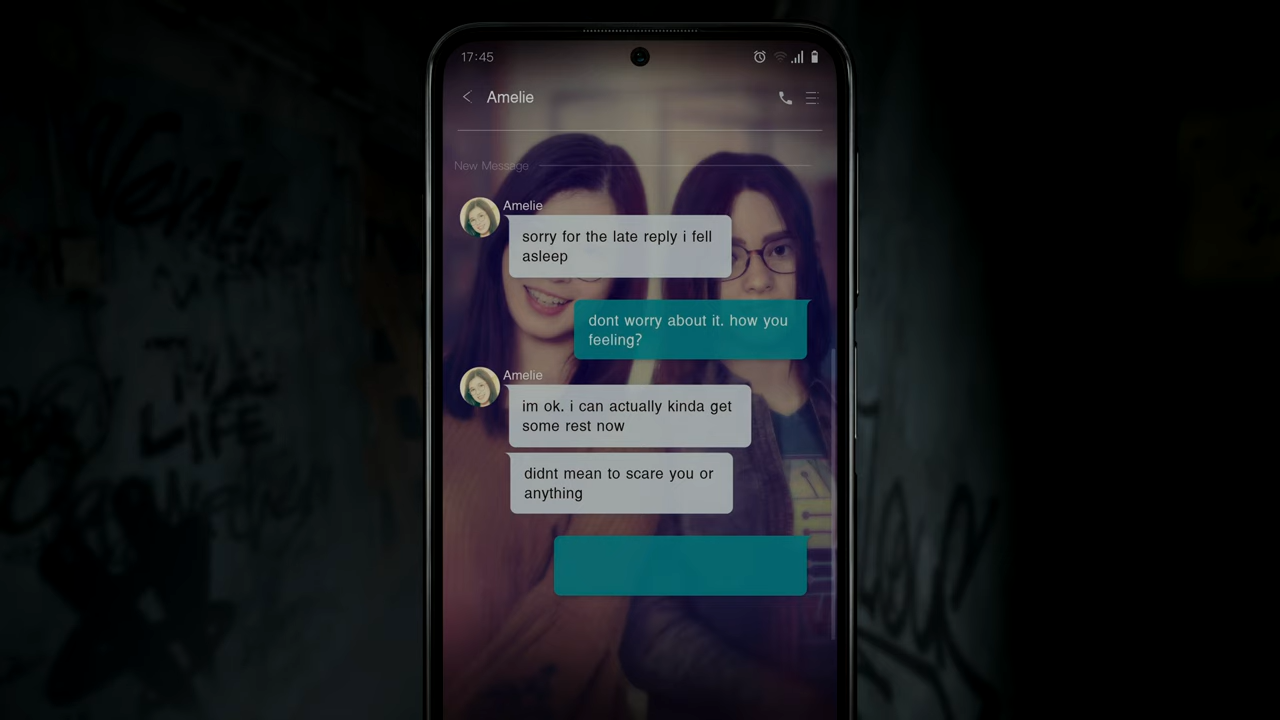 17:45
Amelie
New Message
Amelie
sorry for the late reply i fell
asleep
dont worry about it. how you
feeling?
Amelie
im ok. i can actually kinda get
some rest now
didnt mean to scare you or
anything
LIFE